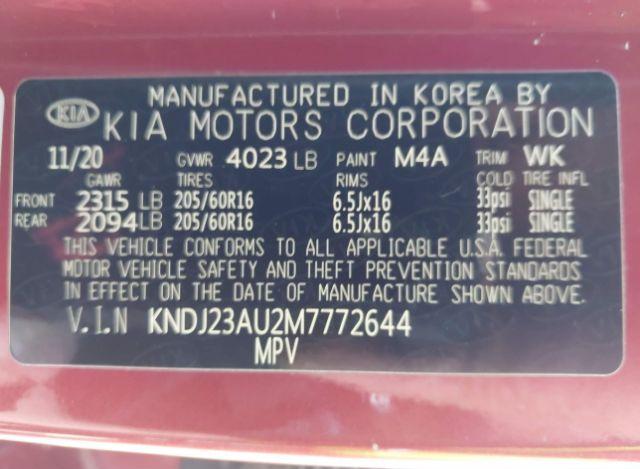 MANUFACTURED IN KOREA BY
KIA KIA MOTORS CORPORATION
11/20 GVWR 4023 LB PAINT M4A TRIM WK
GAWR TIRES RIMS COLD TIRE INFL
FRONT 2315 LB 205/60R16 6.5Jx16 33psi SINGLE
REAR 2094LB 205/60R16 6.5Jx16 33psi SINGLE
THIS VEHICLE CONFORMS TO ALL APPLICABLE U.S.A. FEDERAL
MOTOR VEHICLE SAFETY AND THEFT PREVENTION STANDARDS
IN EFFECT ON THE DATE OF MANUFACTURE SHOWN ABOVE.
V.I.N KNDJ23AU2M7772644
MPV